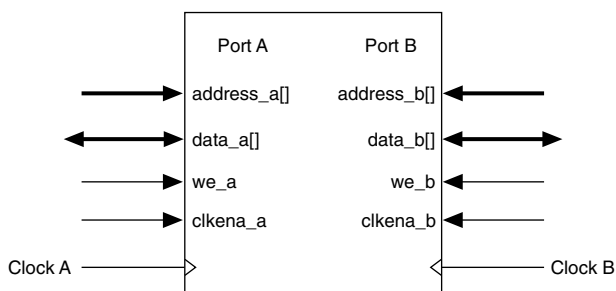 Port A Port B
address_a[] address_b[]
data_a[] data_b[]
we_a we_b
clkena_a clkena_b
Clock A Clock B